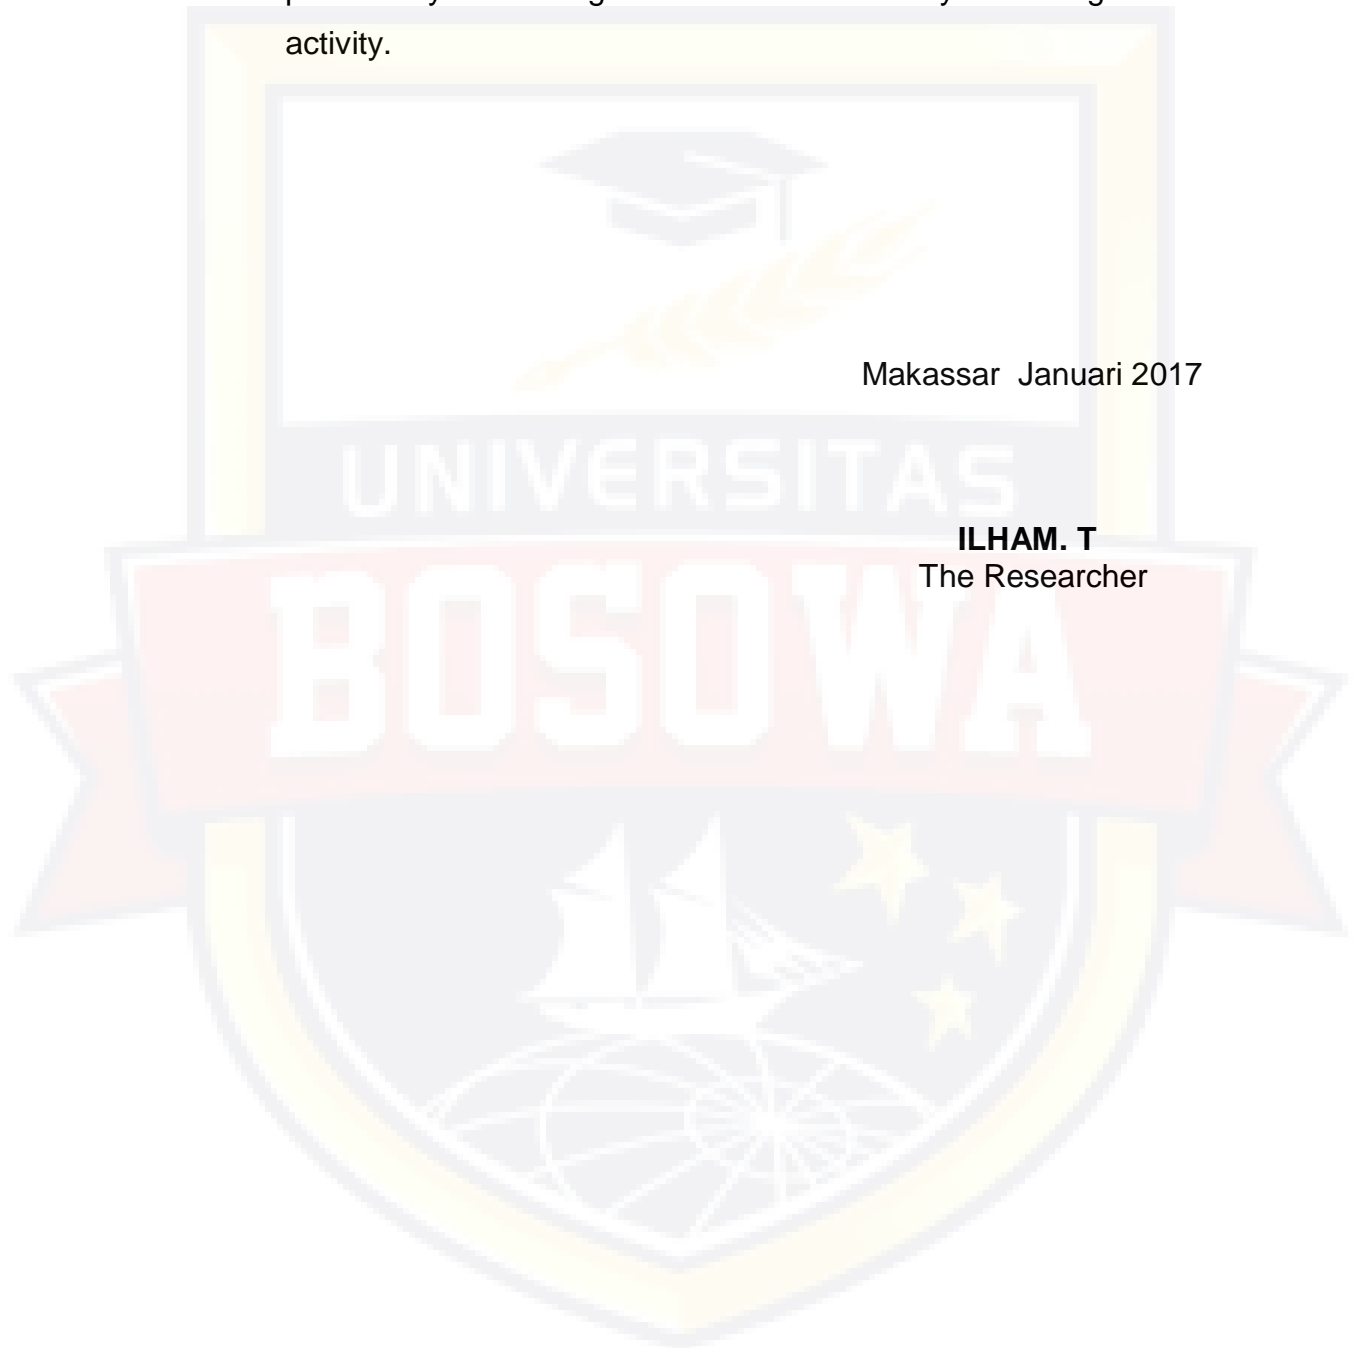 activity.
Makassar  Januari 2017
UNIVERSITAS
ILHAM. T
The Researcher
BOSOWA